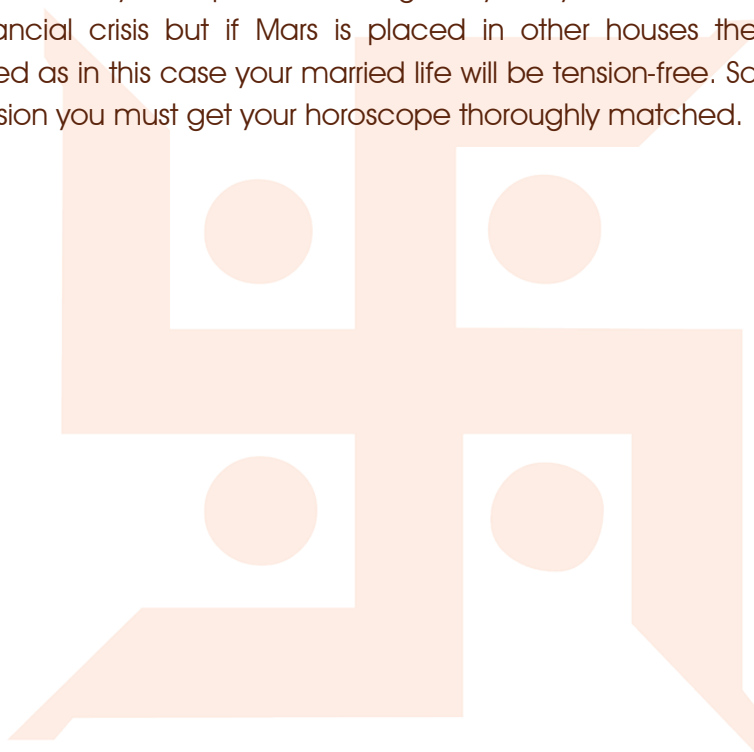 ancial crisis but if Mars is placed in other houses the
ed as in this case your married life will be tension-free. So
sion you must get your horoscope thoroughly matched.